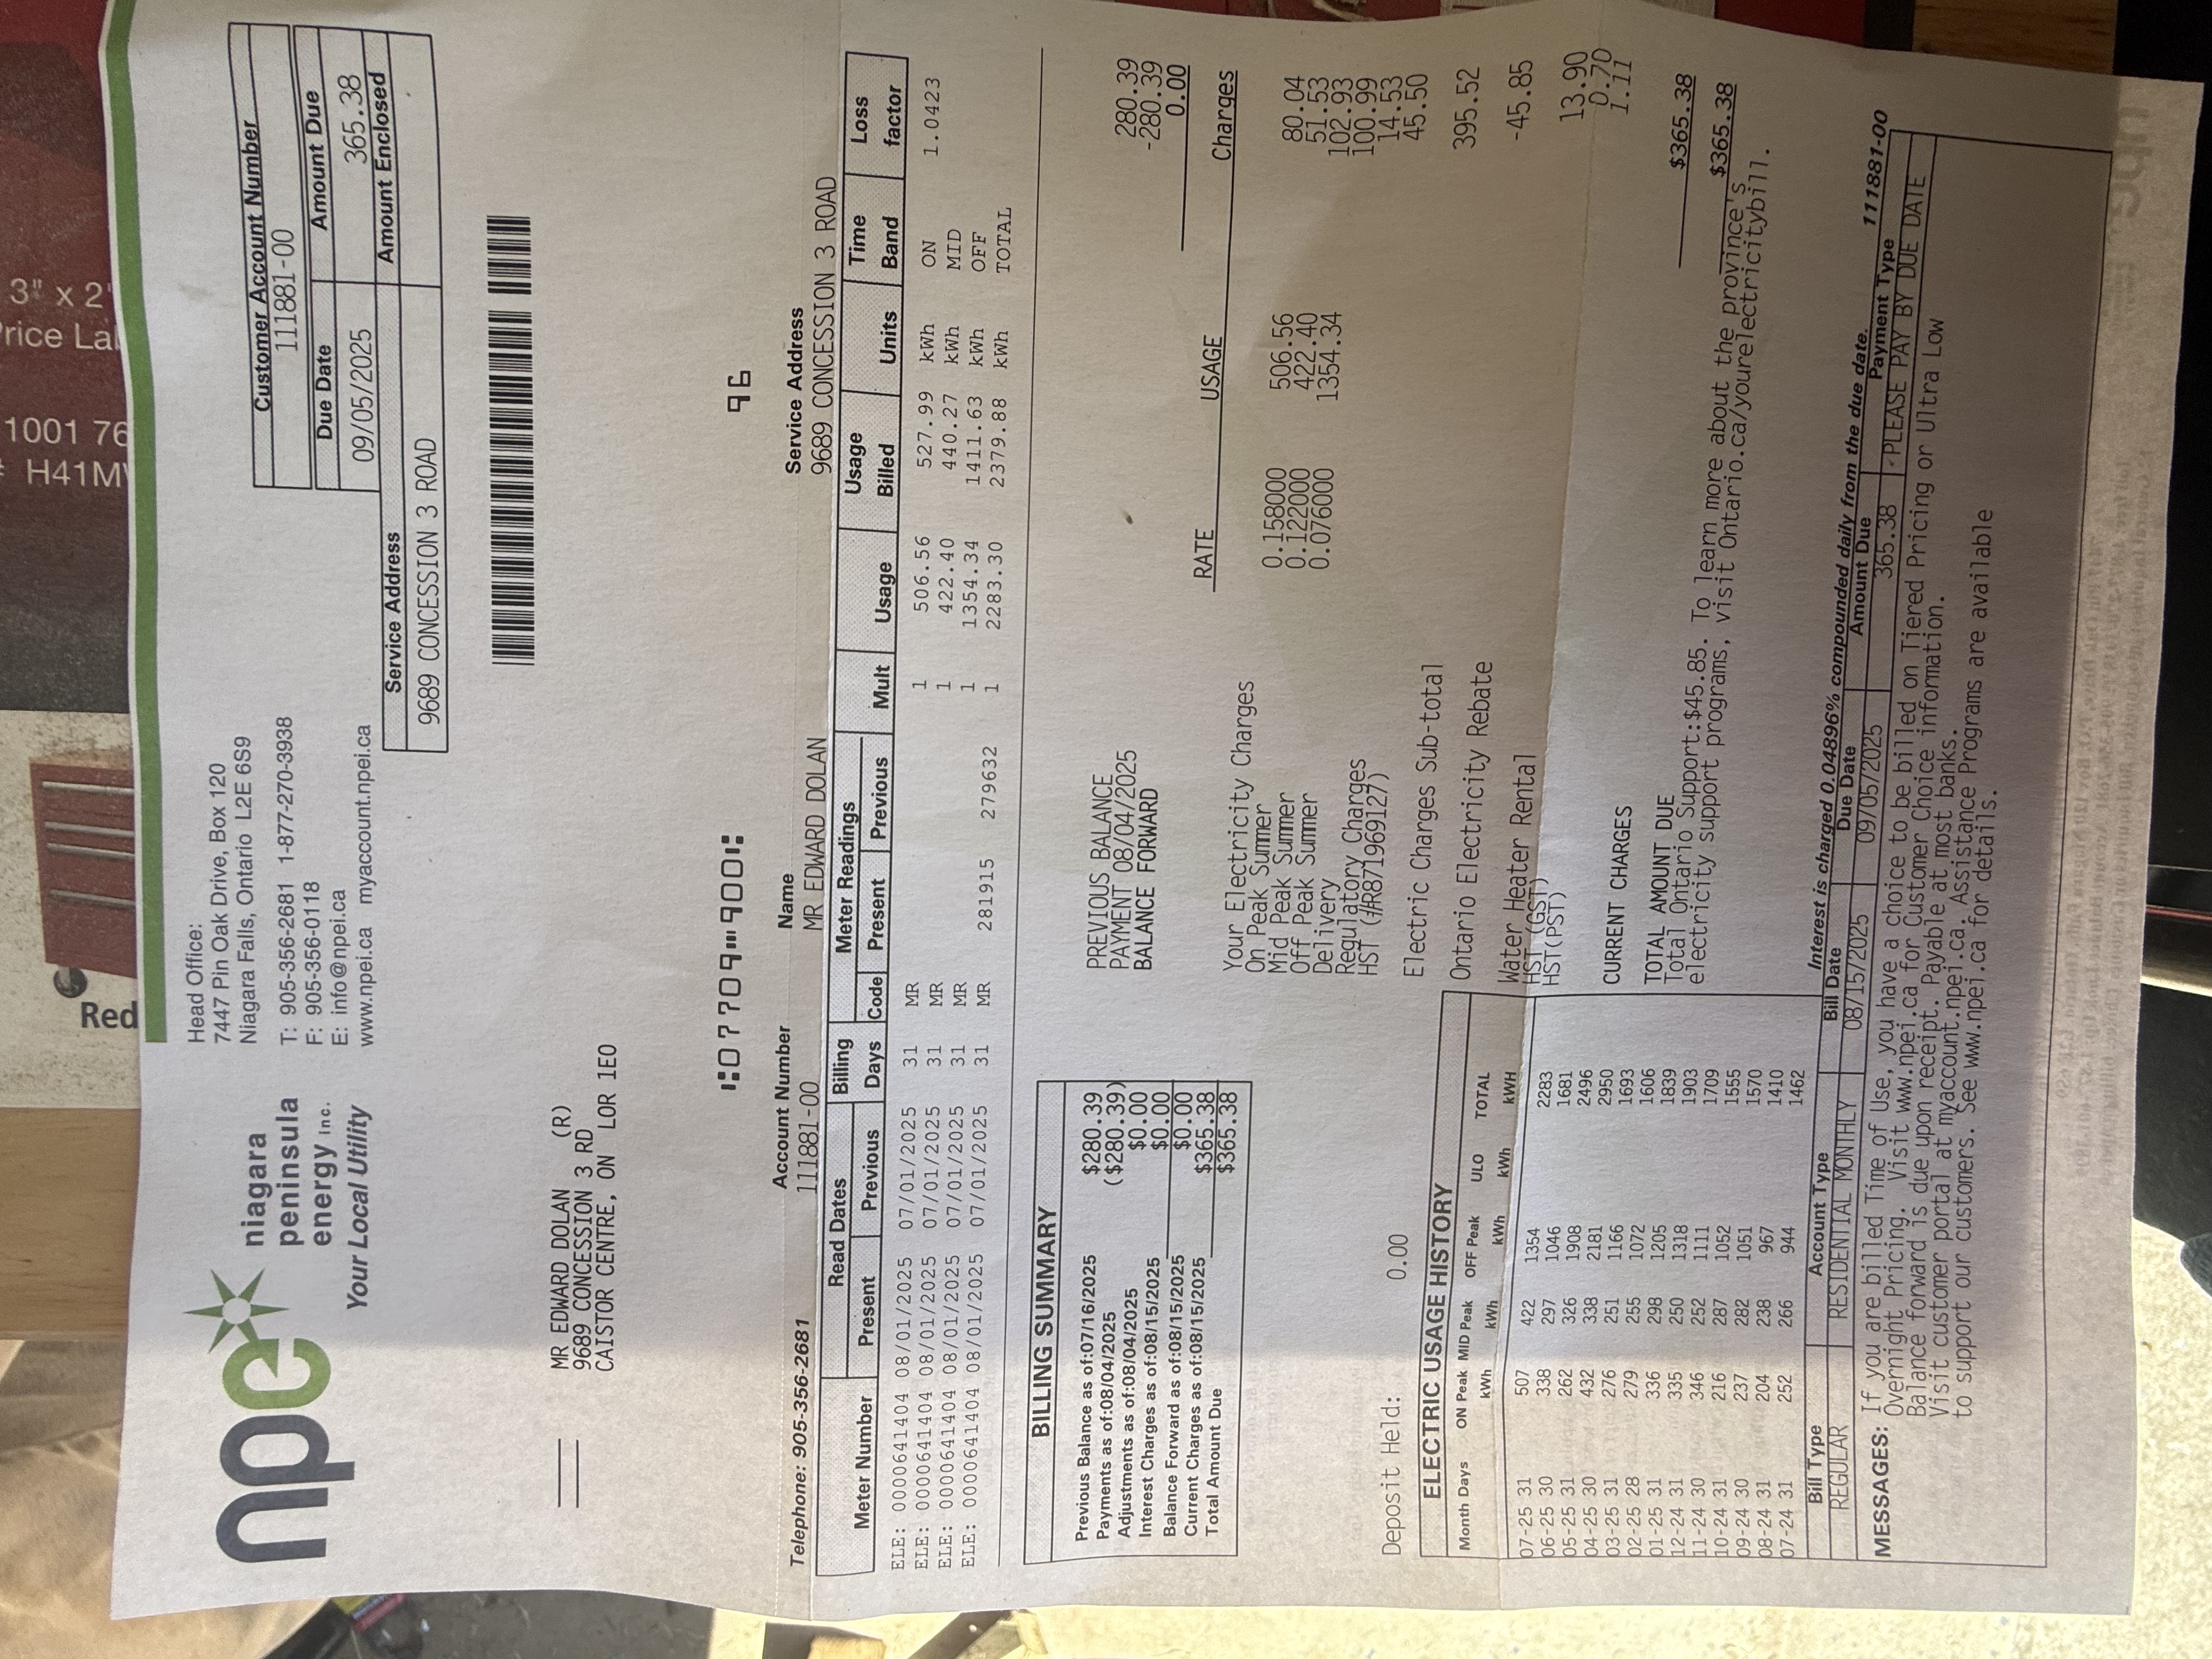 Red
3" x 2"
rice La
1001 76
H41M
npe
niagara
peninsula
energy inc.
Your Local Utility
Head Office:
7447 Pin Oak Drive, Box 120
Niagara Falls, Ontario L2E 6S9
T: 905-356-2681 1-877-270-3938
F: 905-356-0118
E: info@npei.ca
www.npei.ca myaccount.npei.ca
Customer Account Number
111881-00
Due Date Amount Due
09/05/2025 365.38
Service Address Amount Enclosed
9689 CONCESSION 3 ROAD
MR EDWARD DOLAN (R)
9689 CONCESSION 3 RD
CAISTOR CENTRE, ON LOR 1EO
⑆07709⑉900⑆ 96
Telephone: 905-356-2681
Account Number Name Service Address
111881-00 MR EDWARD DOLAN 9689 CONCESSION 3 ROAD
Meter Number Read Dates Billing Days Meter Readings Mult Usage Usage Billed Units Time Band Loss factor
Present Previous Code Present Previous
ELE: 0000641404 08/01/2025 07/01/2025 31 MR 1 506.56 527.99 kWh ON 1.0423
ELE: 0000641404 08/01/2025 07/01/2025 31 MR 1 422.40 440.27 kWh MID
ELE: 0000641404 08/01/2025 07/01/2025 31 MR 1 1354.34 1411.63 kWh OFF
ELE: 0000641404 08/01/2025 07/01/2025 31 MR 281915 279632 1 2283.30 2379.88 kWh TOTAL
BILLING SUMMARY
Previous Balance as of:07/16/2025 $280.39
Payments as of:08/04/2025 ($280.39)
Adjustments as of:08/04/2025 $0.00
Interest Charges as of:08/15/2025 $0.00
Balance Forward as of:08/15/2025 $0.00
Current Charges as of:08/15/2025 $365.38
Total Amount Due $365.38
PREVIOUS BALANCE 280.39
PAYMENT 08/04/2025 -280.39
BALANCE FORWARD 0.00
RATE USAGE Charges
Your Electricity Charges
On Peak Summer 0.158000 506.56 80.04
Mid Peak Summer 0.122000 422.40 51.53
Off Peak Summer 0.076000 1354.34 102.93
Delivery 100.99
Regulatory Charges 14.53
HST (#R871969127) 45.50
Electric Charges Sub-total 395.52
Ontario Electricity Rebate -45.85
Water Heater Rental 13.90
HST (GST) 0.70
HST(PST) 1.11
CURRENT CHARGES $365.38
TOTAL AMOUNT DUE $365.38
Total Ontario Support:$45.85. To learn more about the province's
electricity support programs, visit Ontario.ca/yourelectricitybill.
Deposit Held: 0.00
ELECTRIC USAGE HISTORY
Month Days ON Peak kWh MID Peak kWh OFF Peak kWh ULO kWh TOTAL kWH
07-25 31 507 422 1354 2283
06-25 30 338 297 1046 1681
05-25 31 262 326 1908 2496
04-25 30 432 338 2181 2950
03-25 31 276 251 1166 1693
02-25 28 279 255 1072 1606
01-25 31 336 298 1205 1839
12-24 31 335 250 1318 1903
11-24 30 346 252 1111 1709
10-24 31 216 287 1052 1555
09-24 30 237 282 1051 1570
08-24 31 204 238 967 1410
07-24 31 252 266 944 1462
Interest is charged 0.04896% compounded daily from the due date. 111881-00
Bill Type Account Type Bill Date Due Date Amount Due Payment Type
REGULAR RESIDENTIAL MONTHLY 08/15/2025 09/05/2025 365.38 PLEASE PAY BY DUE DATE
MESSAGES: If you are billed Time of Use, you have a choice to be billed on Tiered Pricing or Ultra Low
Overnight Pricing. Visit www.npei.ca for Customer Choice information.
Balance forward is due upon receipt. Payable at most banks.
Visit customer portal at myaccount.npei.ca. Assistance Programs are available
to support our customers. See www.npei.ca for details.